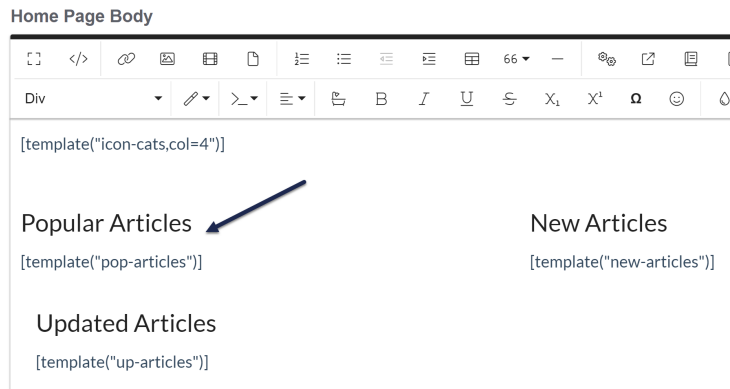 Home Page Body
66
Div
B I U S X₁ X¹ Ω
[template("icon-cats,col=4")]
Popular Articles
New Articles
[template("pop-articles")]
[template("new-articles")]
Updated Articles
[template("up-articles")]